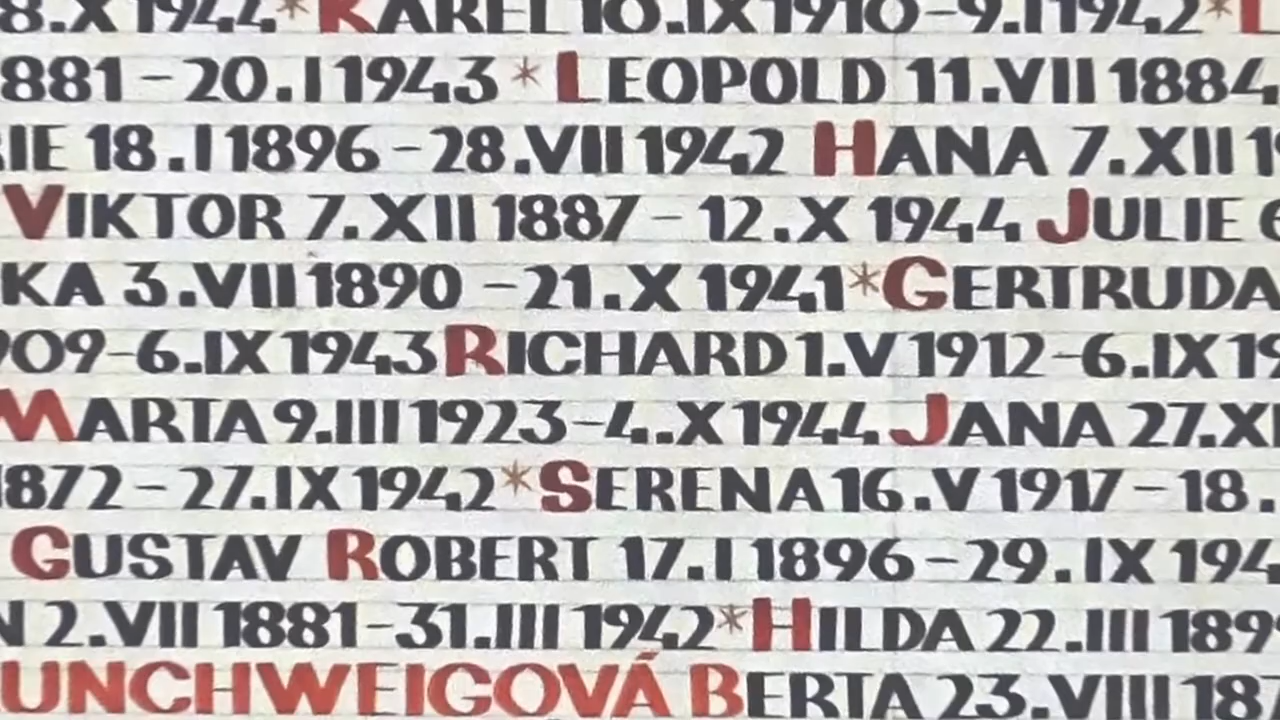 8.X 1944 * KAREL 10.IX 1910 – 9.I 1942 *
881 – 20.I 1943 * LEOPOLD 11.VII 1884
IE 18.I 1896 – 28.VII 1942 HANA 7.XII 1
VIKTOR 7.XII 1887 – 12.X 1944 JULIE 6
KA 3.VII 1890 – 21.X 1941 * GERTRUDA
909 – 6.IX 1943 RICHARD 1.V 1912 – 6.IX 19
MARTA 9.III 1923 – 4.X 1944 JANA 27.X
1872 – 27.IX 1942 * SERENA 16.V 1917 – 18.
GUSTAV ROBERT 17.I 1896 – 29.IX 194
N 2.VII 1881 – 31.III 1942 * HILDA 22.III 189
UNCHWEIGOVÁ BERTA 23.VIII 187